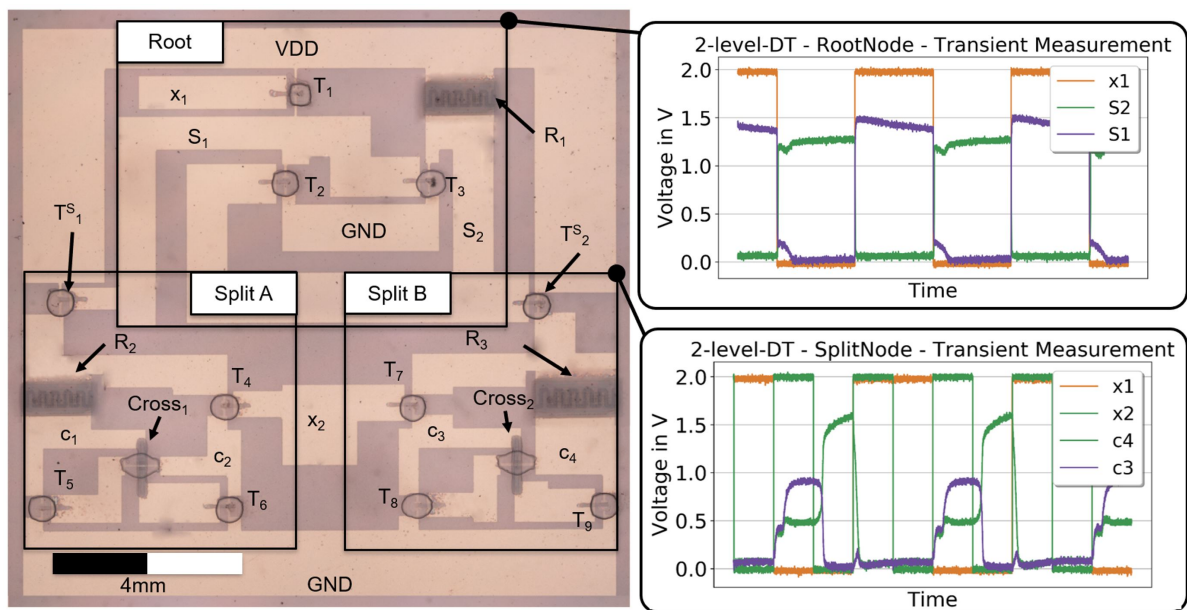 Root
VDD
x1
T1
R1
S1
T2
T3
GND
S2
TS1
TS2
Split A
Split B
R2
R3
T4
T7
Cross1
Cross2
x2
c1
c2
c3
c4
T5
T6
T8
T9
4mm
GND
2-level-DT - RootNode - Transient Measurement
Voltage in V
2.0
1.5
1.0
0.5
0.0
x1
S2
S1
Time
2-level-DT - SplitNode - Transient Measurement
Voltage in V
2.0
1.5
1.0
0.5
0.0
x1
x2
c4
c3
Time